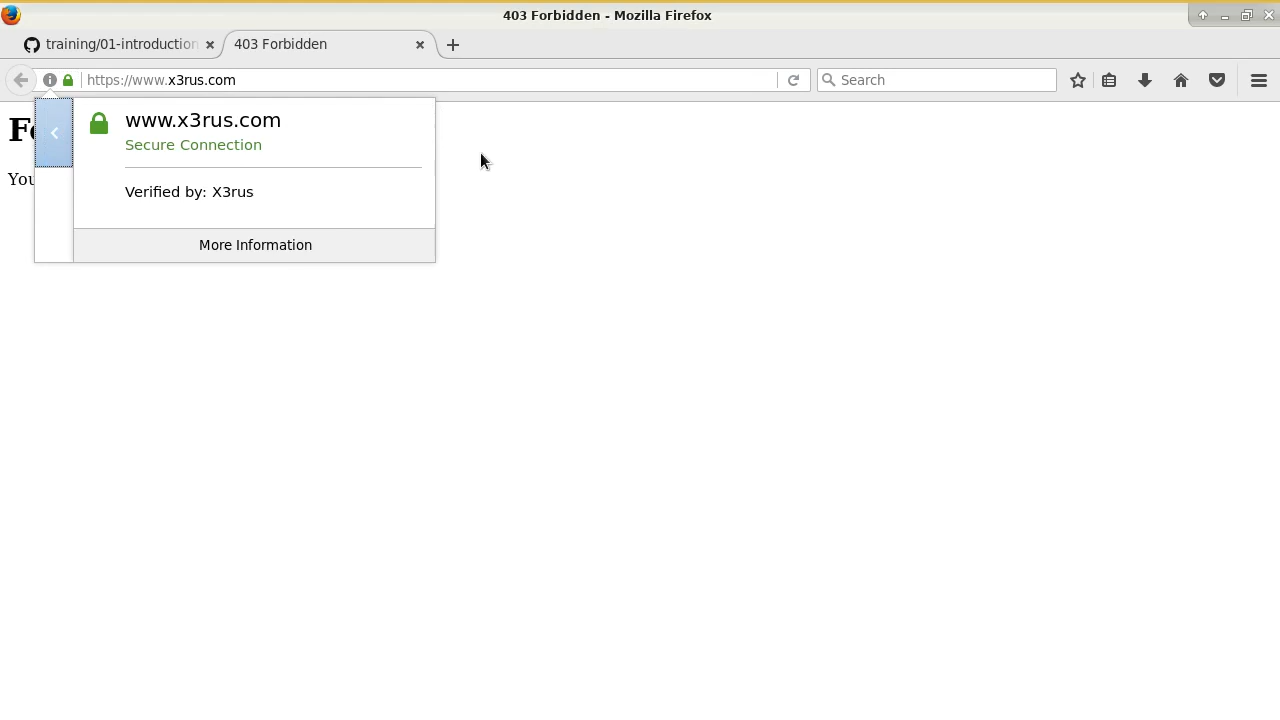 403 Forbidden - Mozilla Firefox
training/01-introduction
403 Forbidden
https://www.x3rus.com
Search
www.x3rus.com
Secure Connection
Verified by: X3rus
More Information
You